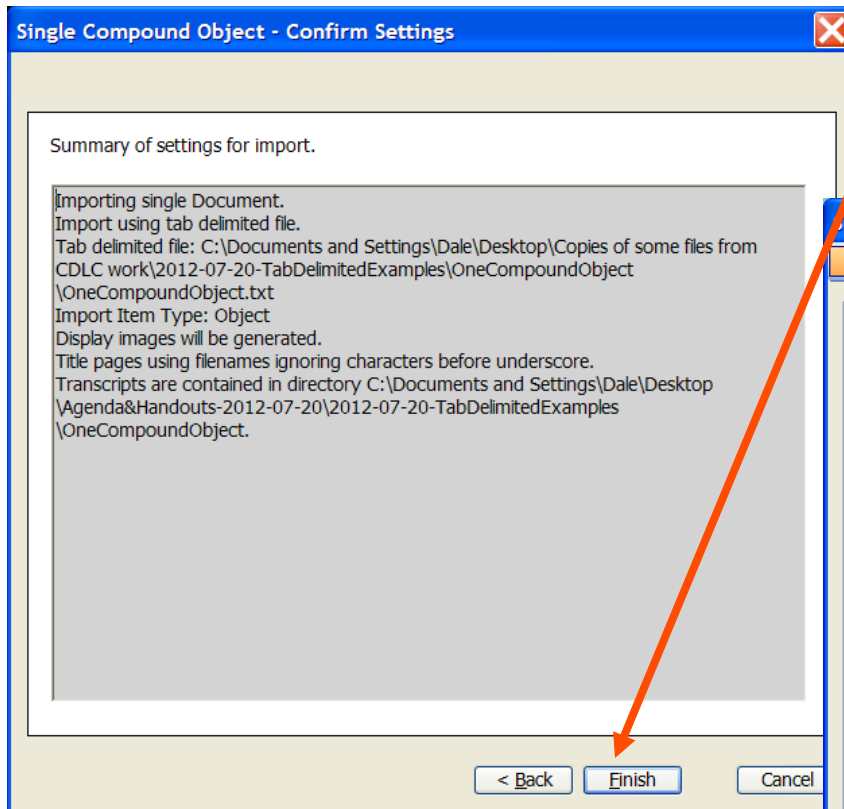 Single Compound Object - Confirm Settings
Summary of settings for import.
Importing single Document.
Import using tab delimited file.
Tab delimited file: C:\Documents and Settings\Dale\Desktop\Copies of some files from
CDLC work\2012-07-20-TabDelimitedExamples\OneCompoundObject
\OneCompoundObject.txt
Import Item Type: Object
Display images will be generated.
Title pages using filenames ignoring characters before underscore.
Transcripts are contained in directory C:\Documents and Settings\Dale\Desktop
\Agenda&Handouts-2012-07-20\2012-07-20-TabDelimitedExamples
\OneCompoundObject.
< Back Finish Cancel